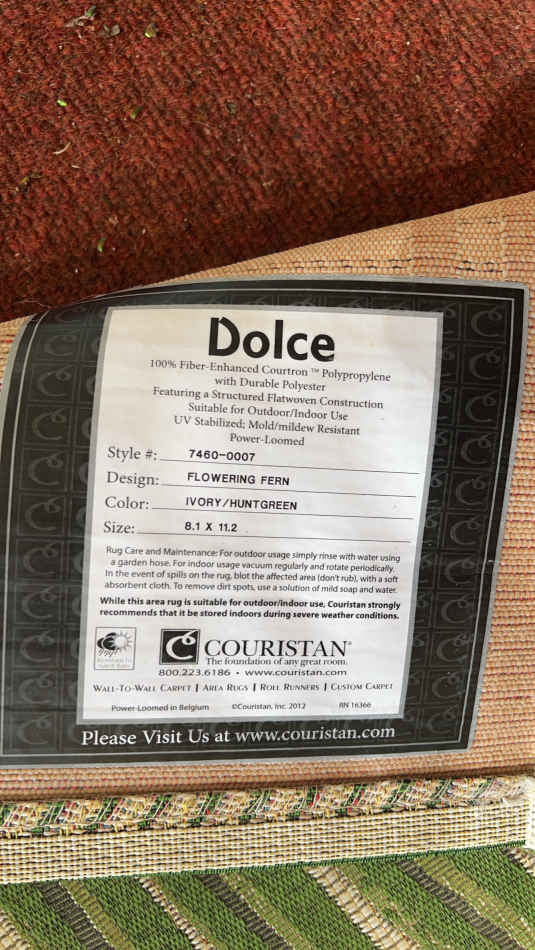 Dolce
100% Fiber-Enhanced Courtron™ Polypropylene
with Durable Polyester
Featuring a Structured Flatwoven Construction
Suitable for Outdoor/Indoor Use
UV Stabilized; Mold/mildew Resistant
Power-Loomed
Style #: 7460-0007
Design: FLOWERING FERN
Color: IVORY/HUNTGREEN
Size: 8.1 X 11.2
Rug Care and Maintenance: For outdoor usage simply rinse with water using
a garden hose. For indoor usage vacuum regularly and rotate periodically.
In the event of spills on the rug, blot the affected area (don't rub), with a soft
absorbent cloth. To remove dirt spots, use a solution of mild soap and water.
While this area rug is suitable for outdoor/indoor use, Couristan strongly
recommends that it be stored indoors during severe weather conditions.
COURISTAN®
The foundation of any great room.
800.223.6186 • www.couristan.com
WALL-TO-WALL CARPET | AREA RUGS | ROLL RUNNERS | CUSTOM CARPET
Power-Loomed in Belgium ©Couristan, Inc. 2012 RN 16366
Please Visit Us at www.couristan.com